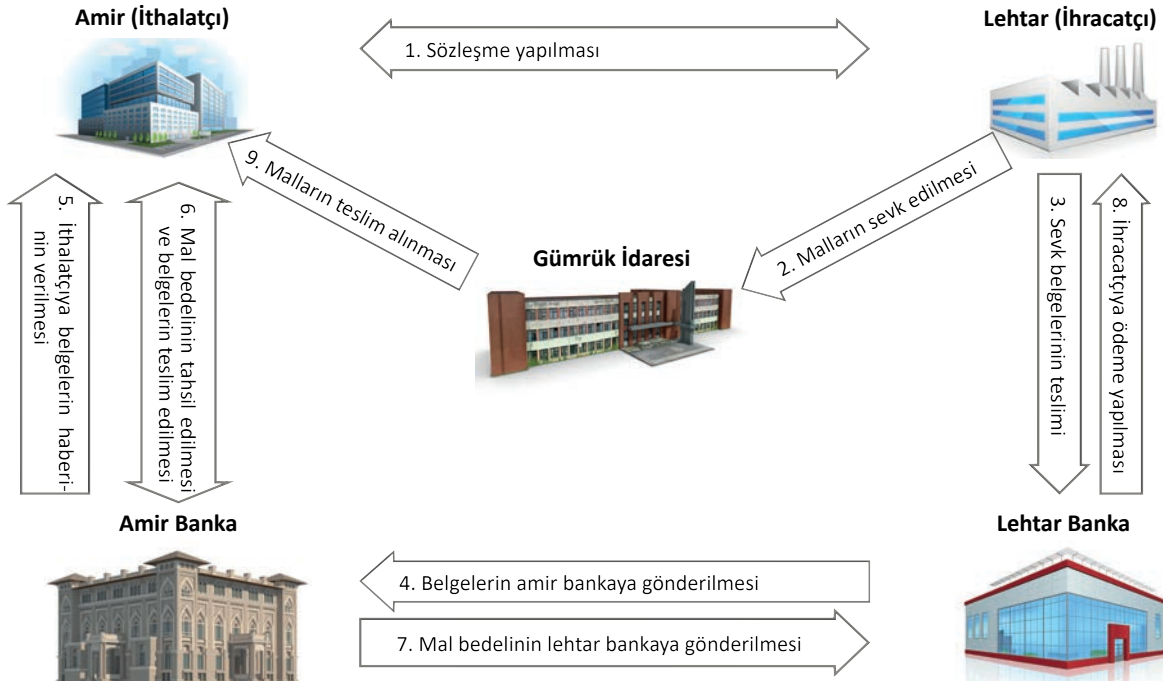 Amir (İthalatçı)
Lehtar (İhracatçı)
1. Sözleşme yapılması
9. Malların teslim alınması
2. Malların sevk edilmesi
Gümrük İdaresi
5. İthalatçıya belgelerin haberi-
nin verilmesi
6. Mal bedelinin tahsil edilmesi
ve belgelerin teslim edilmesi
3. Sevk belgelerinin teslimi
8. İhracatçıya ödeme yapılması
Amir Banka
Lehtar Banka
4. Belgelerin amir bankaya gönderilmesi
7. Mal bedelinin lehtar bankaya gönderilmesi